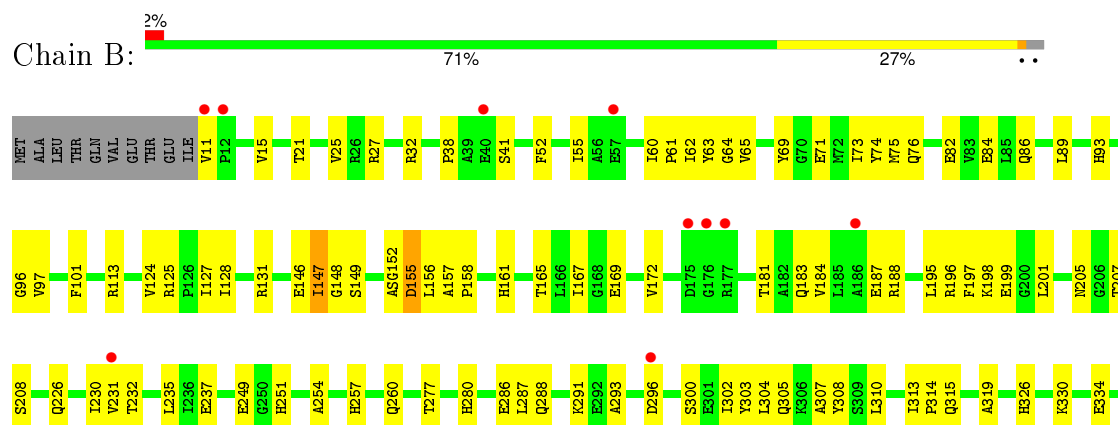 2%
Chain B:
71% 27% • •
MET ALA LEU THR GLN VAL GLU THR GLU ILE V11 P12 V15 T21 V25 R26 R27 R32 P38 A39 E40 S41 F52 I55 A56 E57 I60 P61 I62 Y63 G64 V65 Y69 G70 E71 M72 I73 Y74 M75 Q76 E82 V83 E84 L85 Q86 L89 H93
G96 V97 F101 R113 V124 R125 P126 I127 I128 R131 E146 I147 G148 S149 ASG152 D155 L156 A157 P158 H161 T165 L166 I167 G168 E169 V172 D175 G176 R177 T181 A182 Q183 V184 L185 A186 E187 R188 L195 R196 F197 K198 E199 G200 L201 N205 G206 T207
S208 Q226 I230 V231 T232 L235 I236 E237 E249 G250 H251 A254 H257 Q260 T277 H280 E286 L287 Q288 K291 E292 A293 D296 S300 E301 I302 Y303 L304 Q305 K306 A307 Y308 S309 L310 I313 P314 Q315 A319 H326 K330 E334